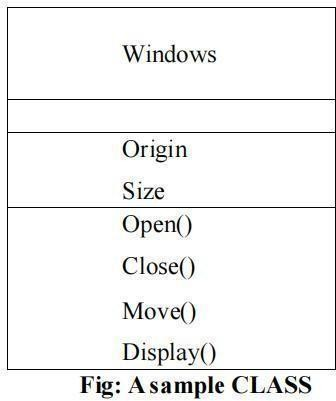 Windows
Origin
Size
Open()
Close()
Move()
Display()
Fig: A sample CLASS